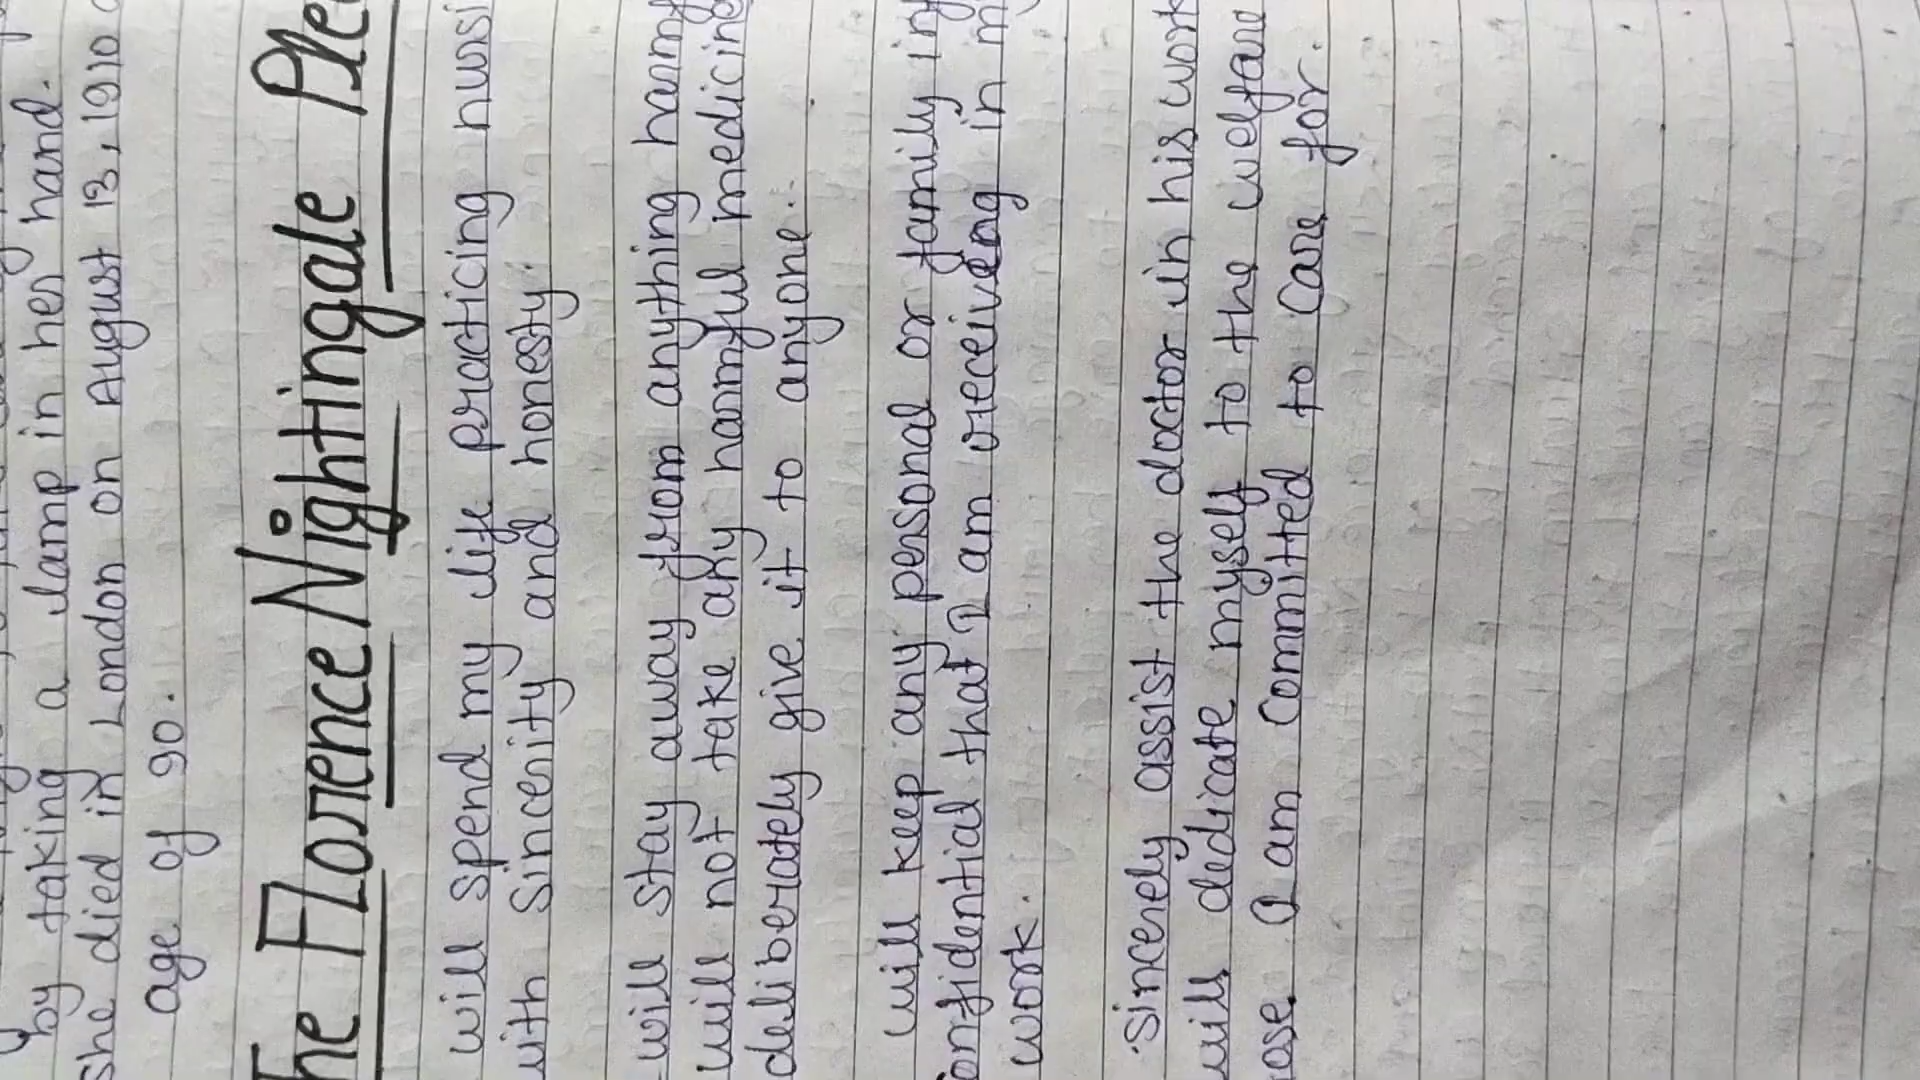 by taking a lamp in her hand.
she died in London on August 13, 1910
age of 90.
The Florence Nightingale Ple
will spend my life practicing nursi
with Sincerity and honesty.
will stay away from anything harmf
will not take any harmful medicine
deliberately give it to anyone.
will keep any personal or family inf
confidential that I am receiveing in m
work.
Sincerely assist the doctor in his work
will dedicate myself to the welfare
ose I am Committed to Care for.